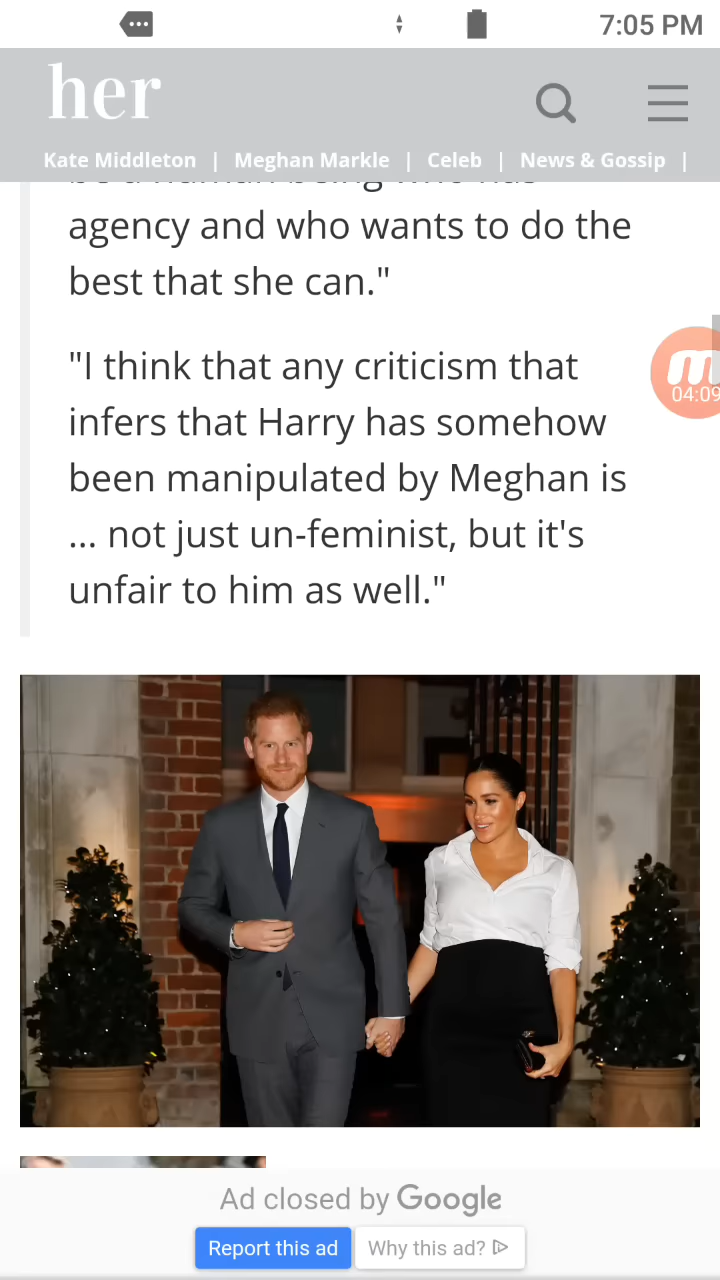 7:05 PM
her
Kate Middleton | Meghan Markle | Celeb | News & Gossip |
agency and who wants to do the
best that she can."
"I think that any criticism that
infers that Harry has somehow
been manipulated by Meghan is
... not just un-feminist, but it's
unfair to him as well."
04:09
Ad closed by Google
Report this ad
Why this ad?